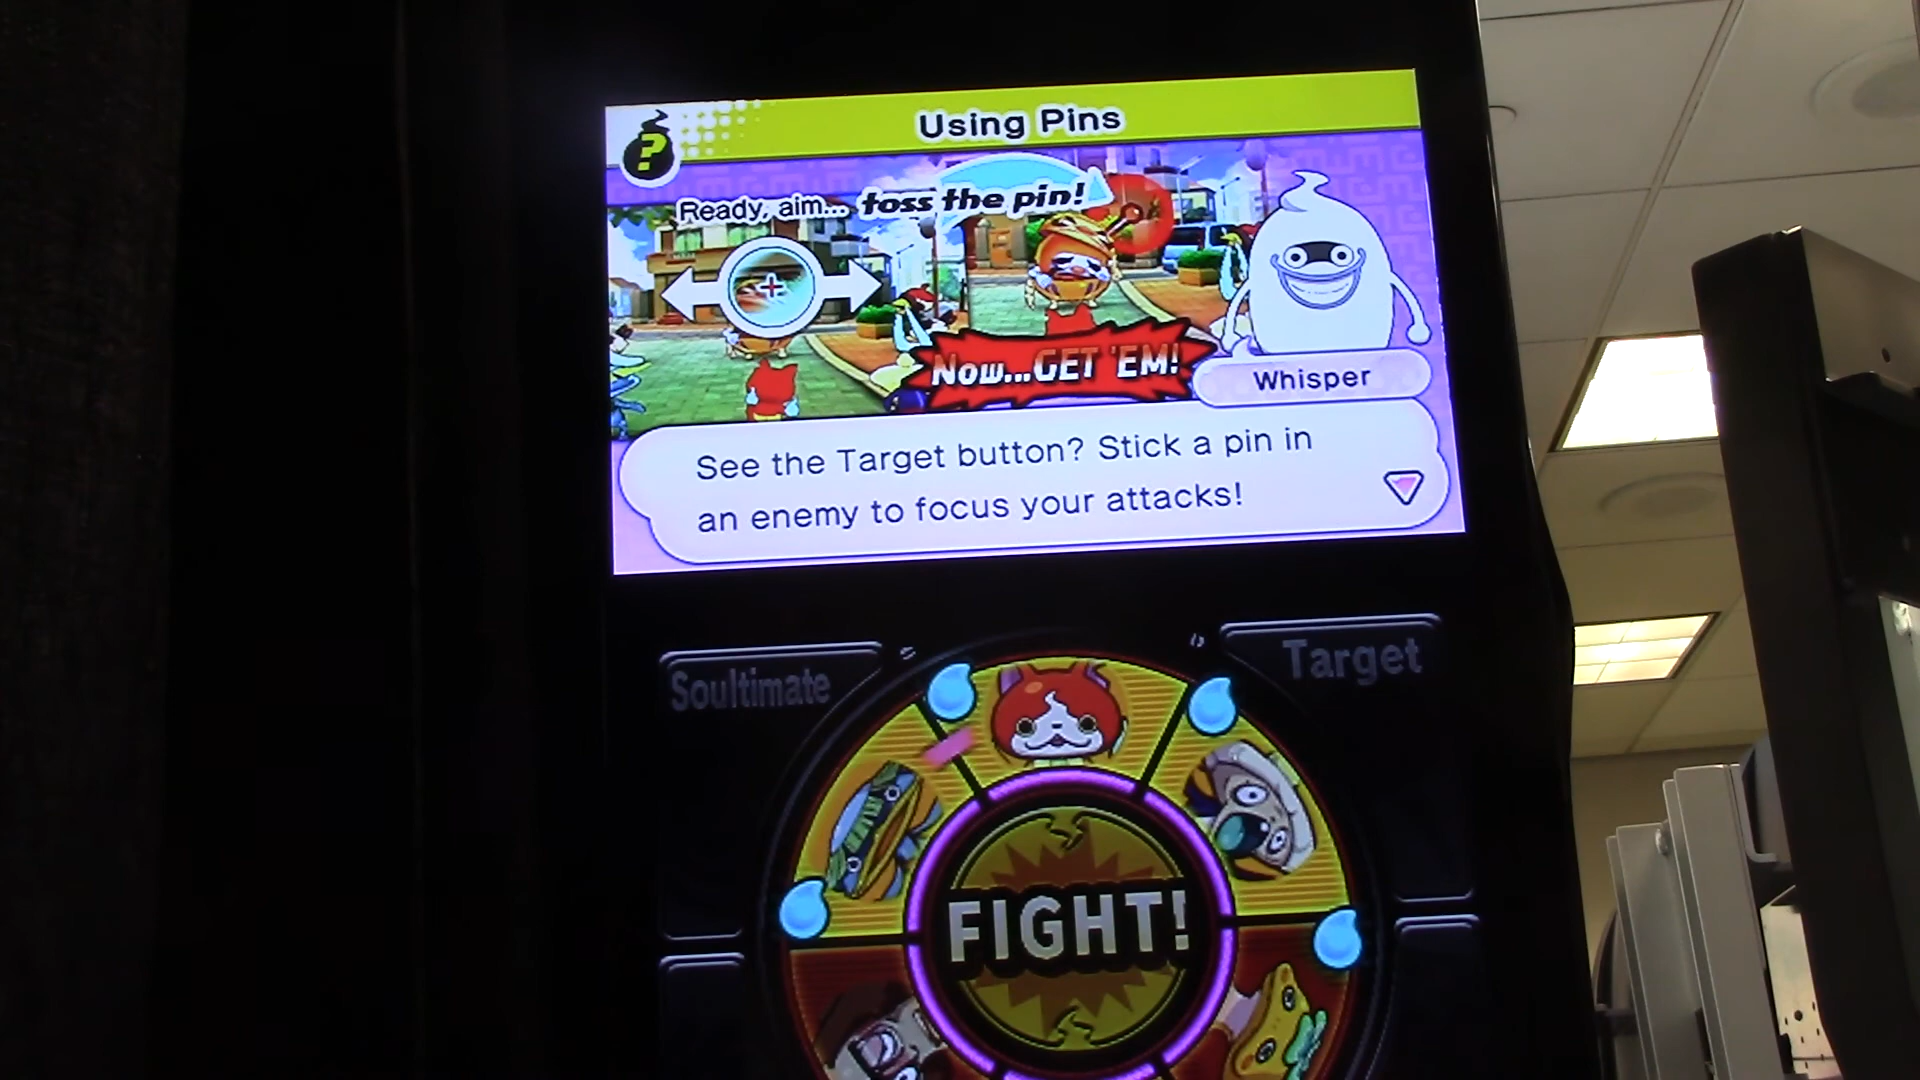 ?
Using Pins
Ready, aim... toss the pin!
Now...GET 'EM!
Whisper
See the Target button? Stick a pin in
an enemy to focus your attacks!
Soultimate
Target
FIGHT!